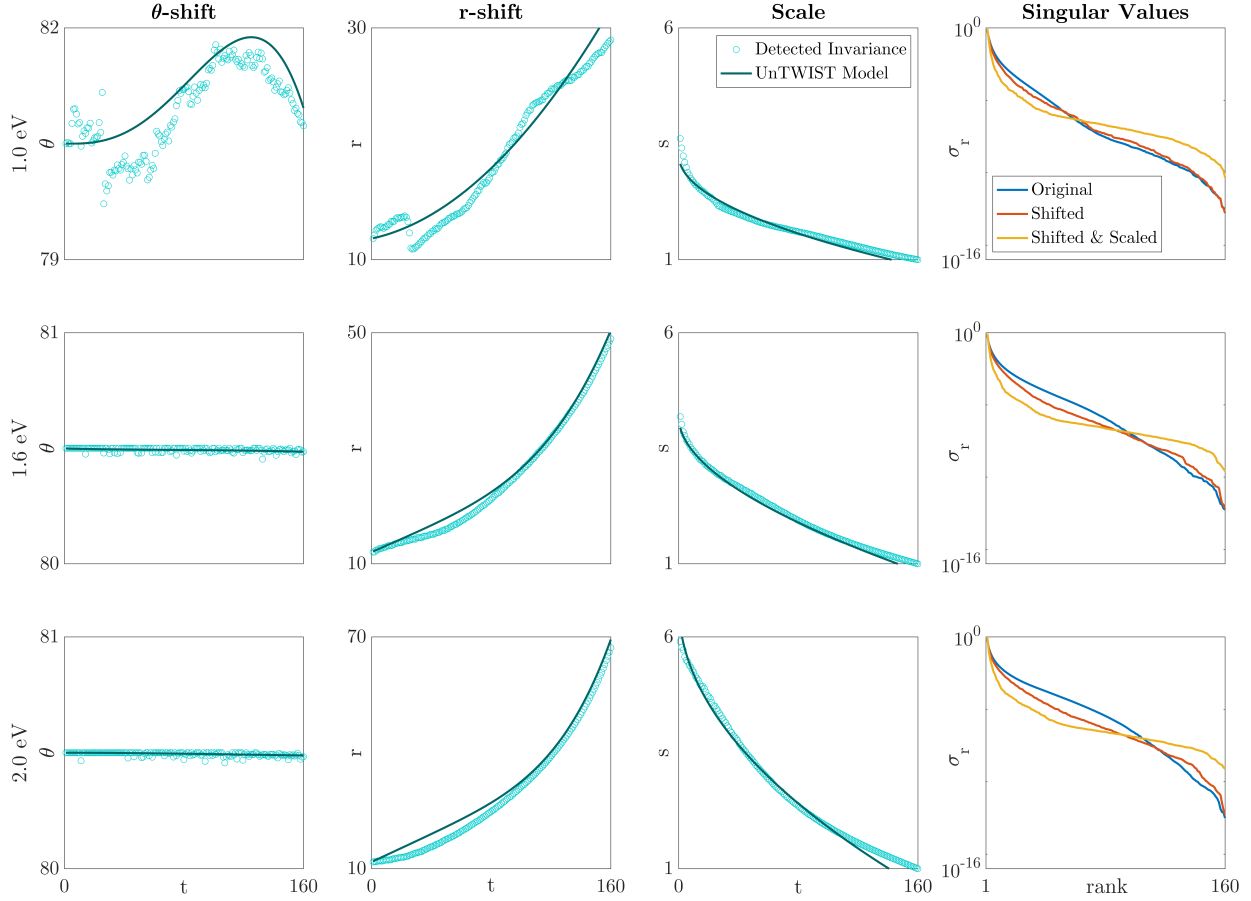 θ-shift r-shift Scale Singular Values
82 30 6 10^0
1.0 eV θ r s σ_r
Detected Invariance
UnTWIST Model
Original
Shifted
Shifted & Scaled
79 10 1 10^-16
81 50 6 10^0
1.6 eV θ r s σ_r
80 10 1 10^-16
81 70 6 10^0
2.0 eV θ r s σ_r
80 10 1 10^-16
0 t 160 0 t 160 0 t 160 1 rank 160